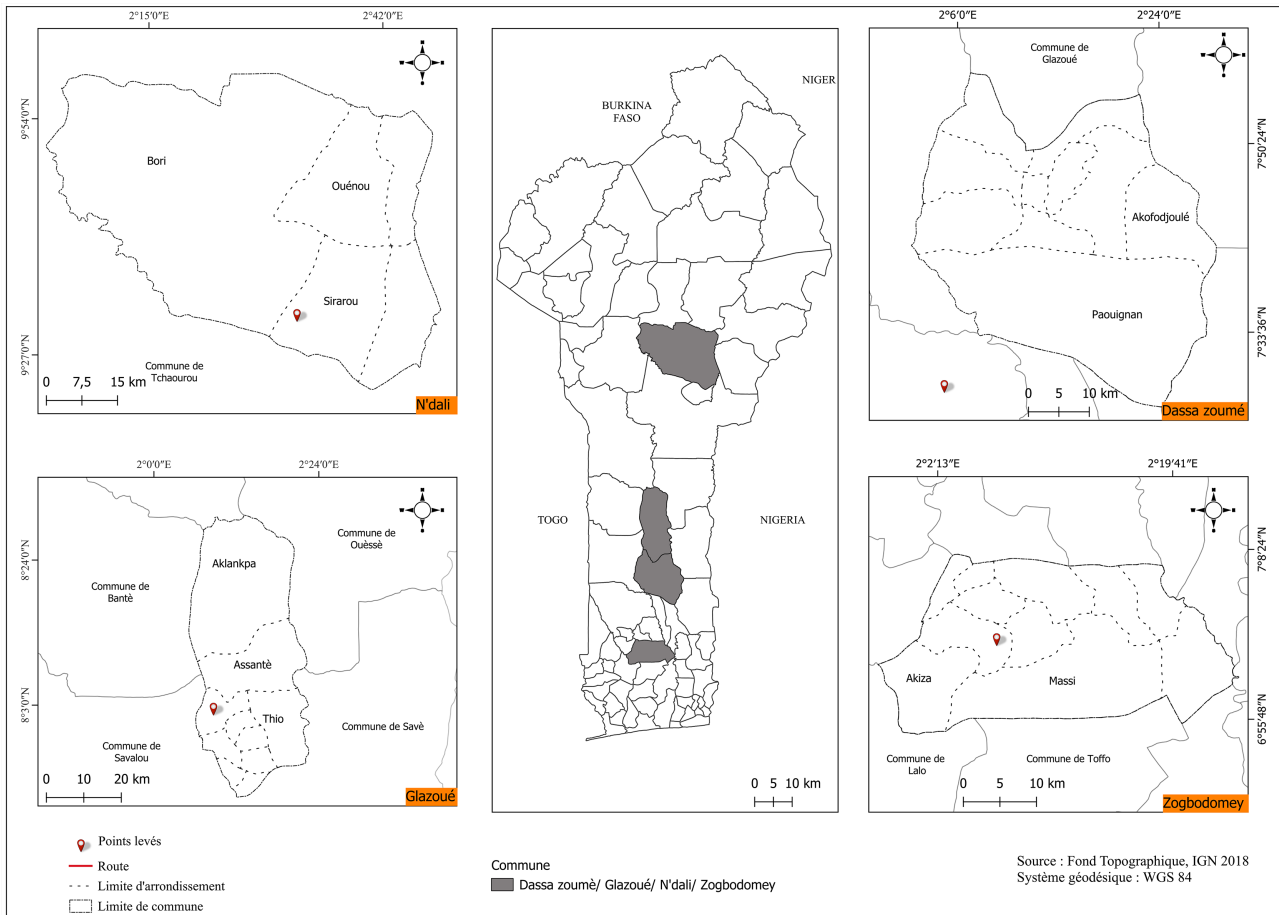 2°15'0"E
2°42'0"E
9°54'0"N
9°27'0"N
Bori
Ouénou
Sirarou
Commune de
Tchaourou
0 7,5 15 km
N'dali
BURKINA
FASO
NIGER
TOGO
NIGERIA
0 5 10 km
2°6'0"E
2°24'0"E
7°50'24"N
7°33'36"N
Commune de
Glazoué
Akofodjoulé
Paouignan
0 5 10 km
Dassa zoumé
2°0'0"E
2°24'0"E
8°24'0"N
8°3'0"N
Aklankpa
Commune de
Ouèssè
Commune de
Bantè
Assantè
Thio
Commune de Savè
Commune de
Savalou
0 10 20 km
Glazoué
2°2'13"E
2°19'41"E
7°8'24"N
6°55'48"N
Akiza
Massi
Commune de
Lalo
Commune de Toffo
0 5 10 km
Zogbodomey
Points levés
Route
Limite d'arrondissement
Limite de commune
Commune
Dassa zoumè/ Glazoué/ N'dali/ Zogbodomey
Source : Fond Topographique, IGN 2018
Système géodésique : WGS 84